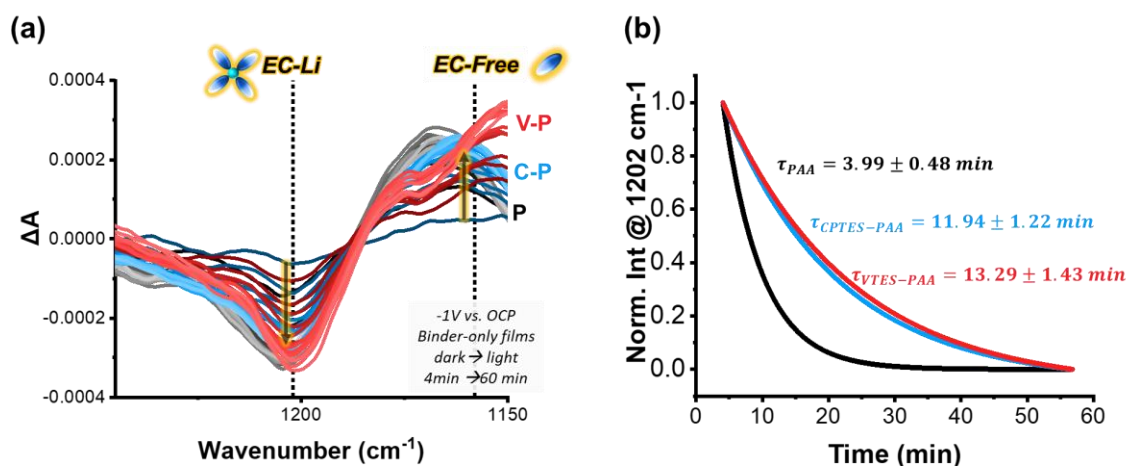 (a)
EC-Li
EC-Free
0.0004
0.0002
0.0000
-0.0002
-0.0004
ΔA
V-P
C-P
P
-1V vs. OCP
Binder-only films
dark → light
4min → 60 min
1200
1150
Wavenumber (cm⁻¹)
(b)
1.0
0.8
0.6
0.4
0.2
0.0
Norm. Int @ 1202 cm-1
τ_PAA = 3.99 ± 0.48 min
τ_CPTES−PAA = 11.94 ± 1.22 min
τ_VTES−PAA = 13.29 ± 1.43 min
0 10 20 30 40 50 60
Time (min)